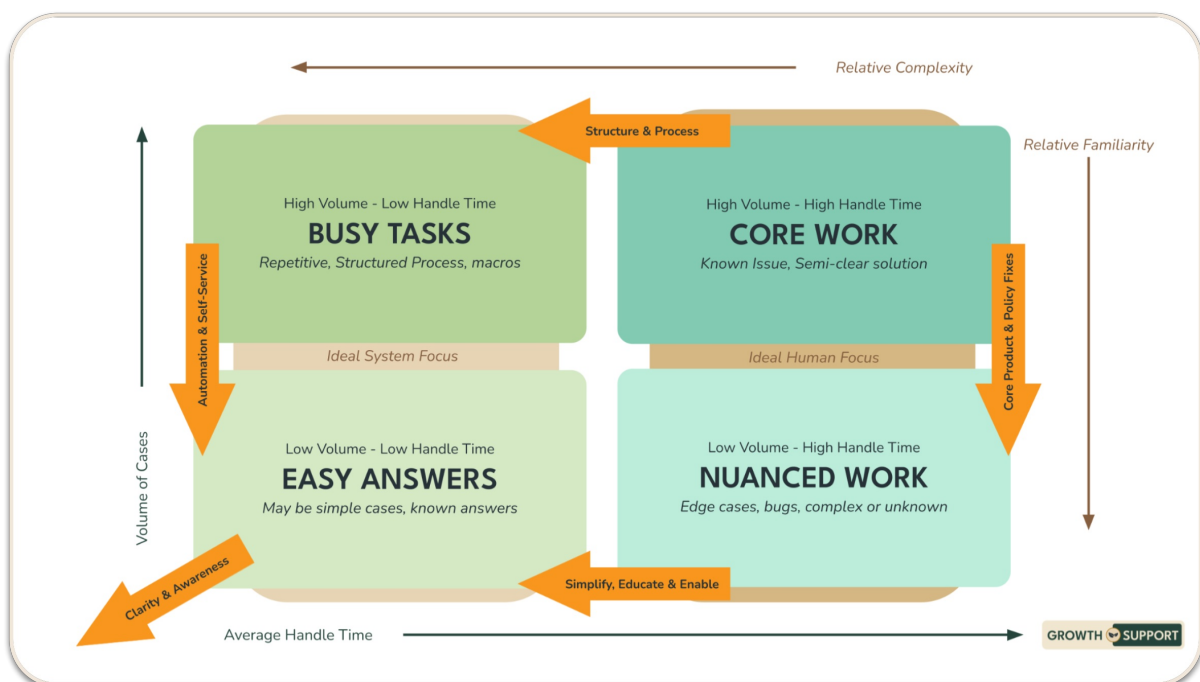 Relative Complexity
Structure & Process
Relative Familiarity
High Volume - Low Handle Time
BUSY TASKS
Repetitive, Structured Process, macros
High Volume - High Handle Time
CORE WORK
Known Issue, Semi-clear solution
Automation & Self-Service
Core Product & Policy Fixes
Ideal System Focus
Ideal Human Focus
Volume of Cases
Low Volume - Low Handle Time
EASY ANSWERS
May be simple cases, known answers
Low Volume - High Handle Time
NUANCED WORK
Edge cases, bugs, complex or unknown
Clarity & Awareness
Simplify, Educate & Enable
Average Handle Time
GROWTH SUPPORT